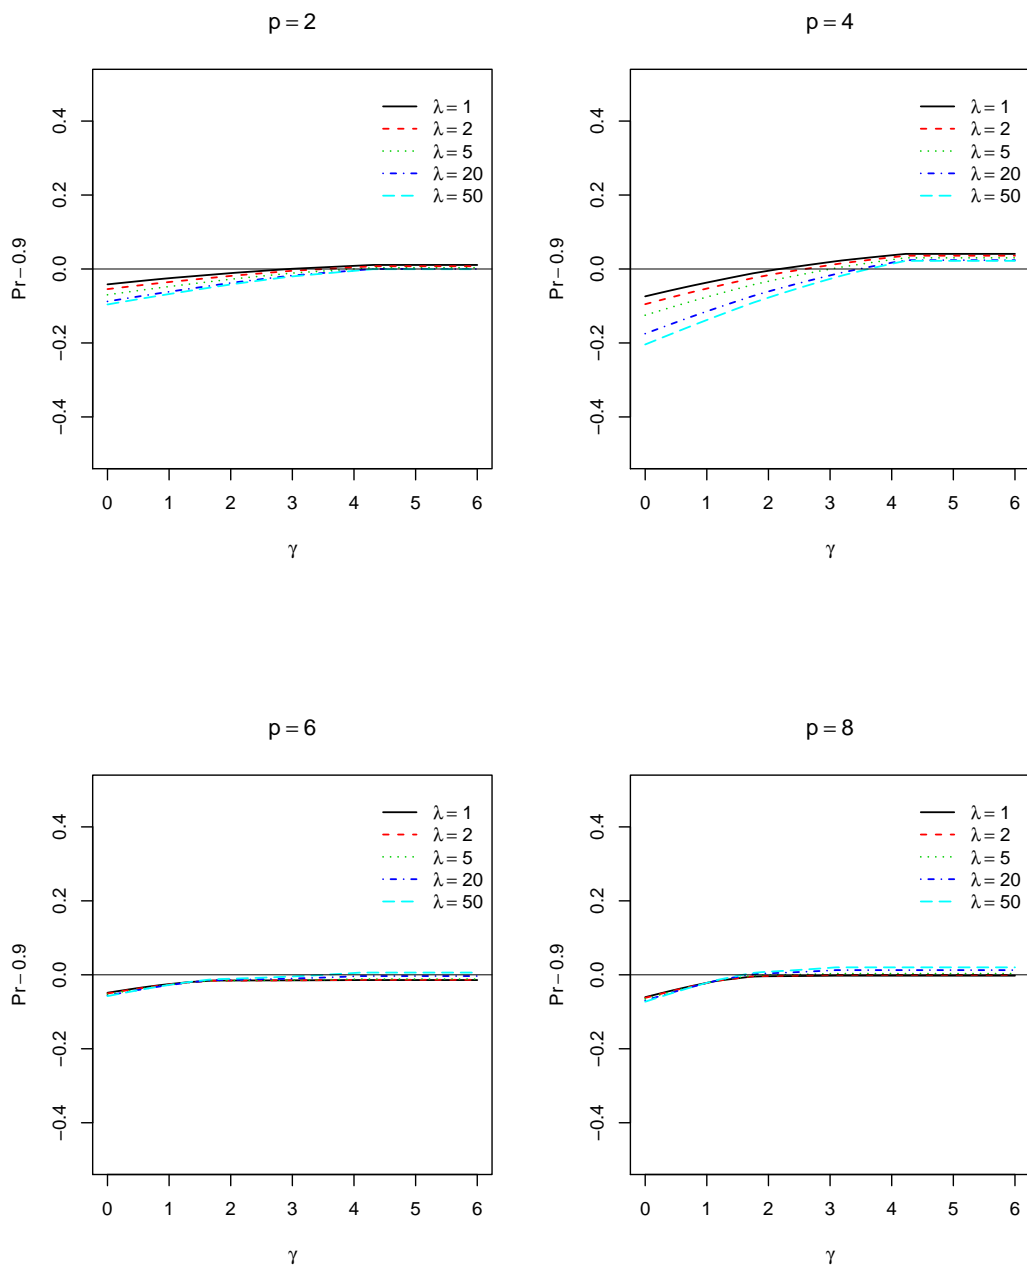 p = 2
λ = 1
λ = 2
λ = 5
λ = 20
λ = 50
Pr − 0.9
0.4
0.2
0.0
−0.2
−0.4
0 1 2 3 4 5 6
γ
p = 4
λ = 1
λ = 2
λ = 5
λ = 20
λ = 50
Pr − 0.9
0.4
0.2
0.0
−0.2
−0.4
0 1 2 3 4 5 6
γ
p = 6
λ = 1
λ = 2
λ = 5
λ = 20
λ = 50
Pr − 0.9
0.4
0.2
0.0
−0.2
−0.4
0 1 2 3 4 5 6
γ
p = 8
λ = 1
λ = 2
λ = 5
λ = 20
λ = 50
Pr − 0.9
0.4
0.2
0.0
−0.2
−0.4
0 1 2 3 4 5 6
γ